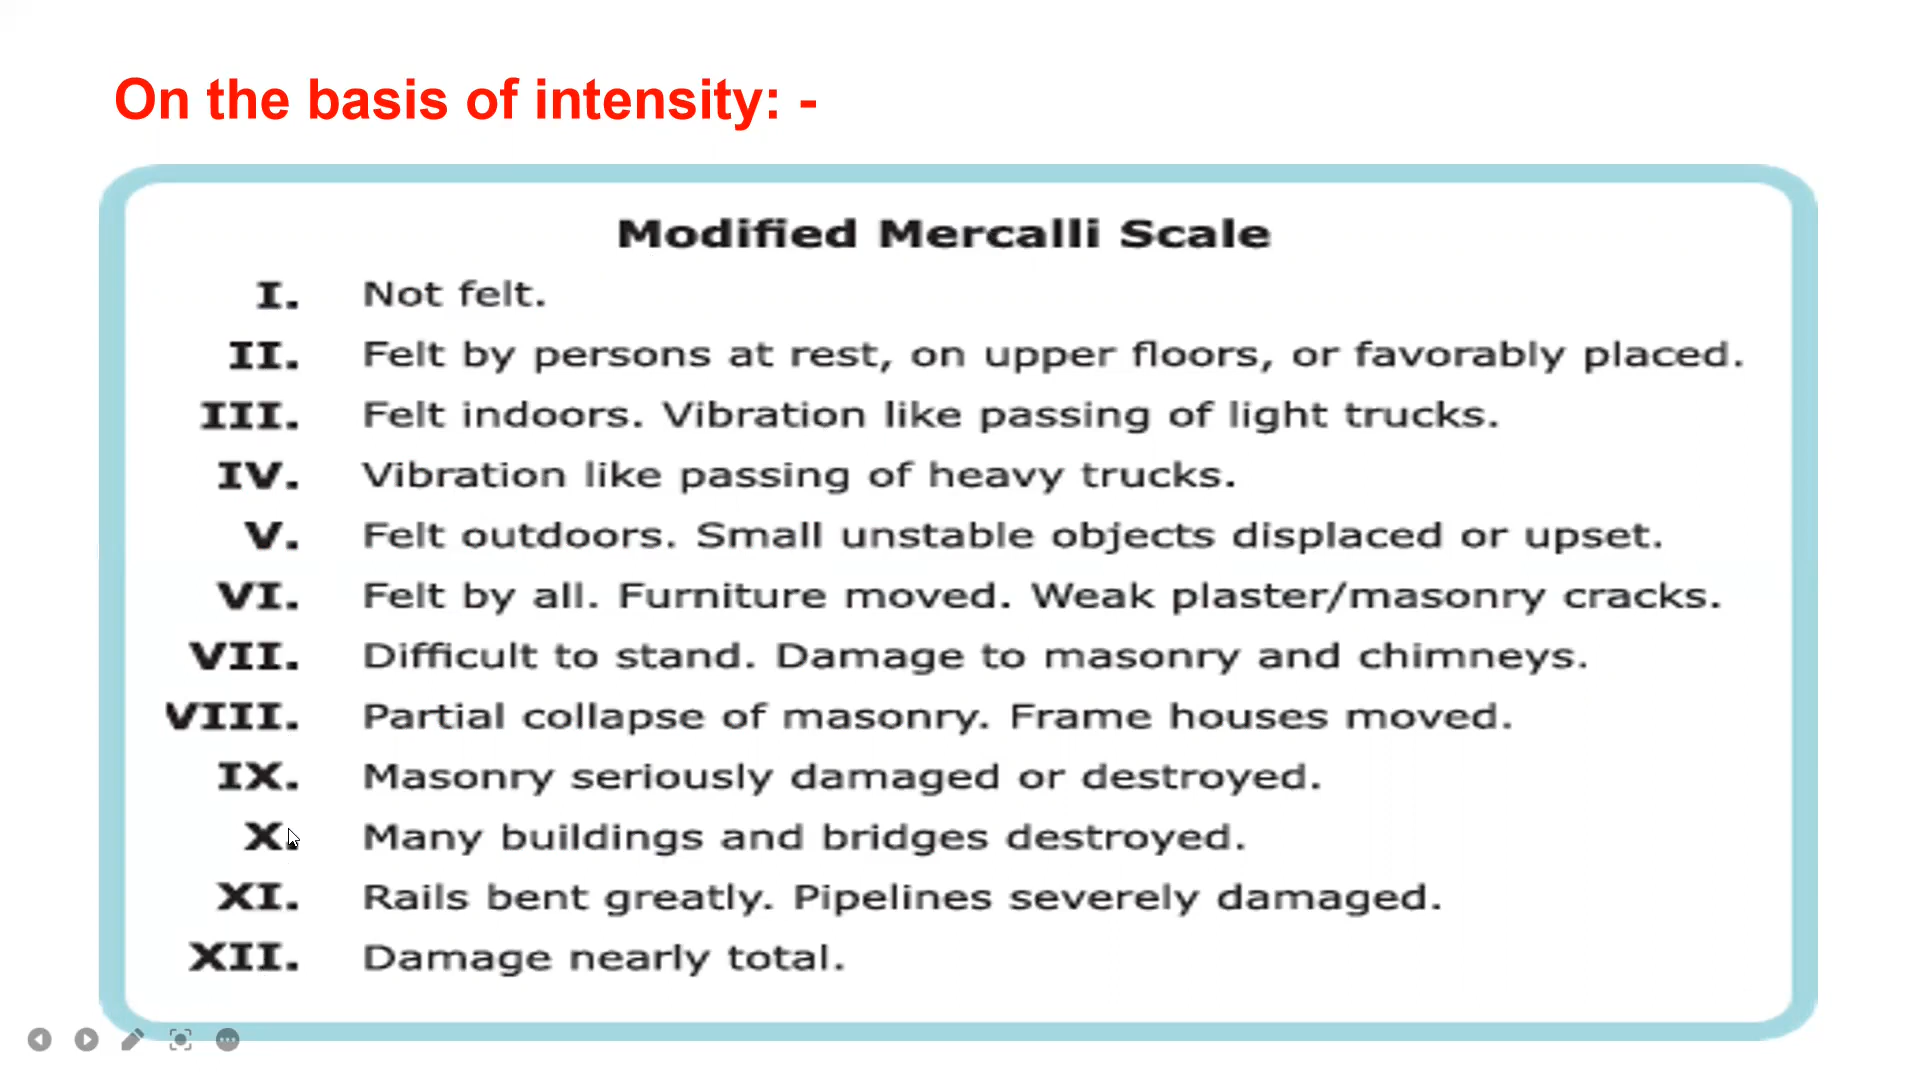 On the basis of intensity: -
Modified Mercalli Scale
I. Not felt.
II. Felt by persons at rest, on upper floors, or favorably placed.
III. Felt indoors. Vibration like passing of light trucks.
IV. Vibration like passing of heavy trucks.
V. Felt outdoors. Small unstable objects displaced or upset.
VI. Felt by all. Furniture moved. Weak plaster/masonry cracks.
VII. Difficult to stand. Damage to masonry and chimneys.
VIII. Partial collapse of masonry. Frame houses moved.
IX. Masonry seriously damaged or destroyed.
X. Many buildings and bridges destroyed.
XI. Rails bent greatly. Pipelines severely damaged.
XII. Damage nearly total.